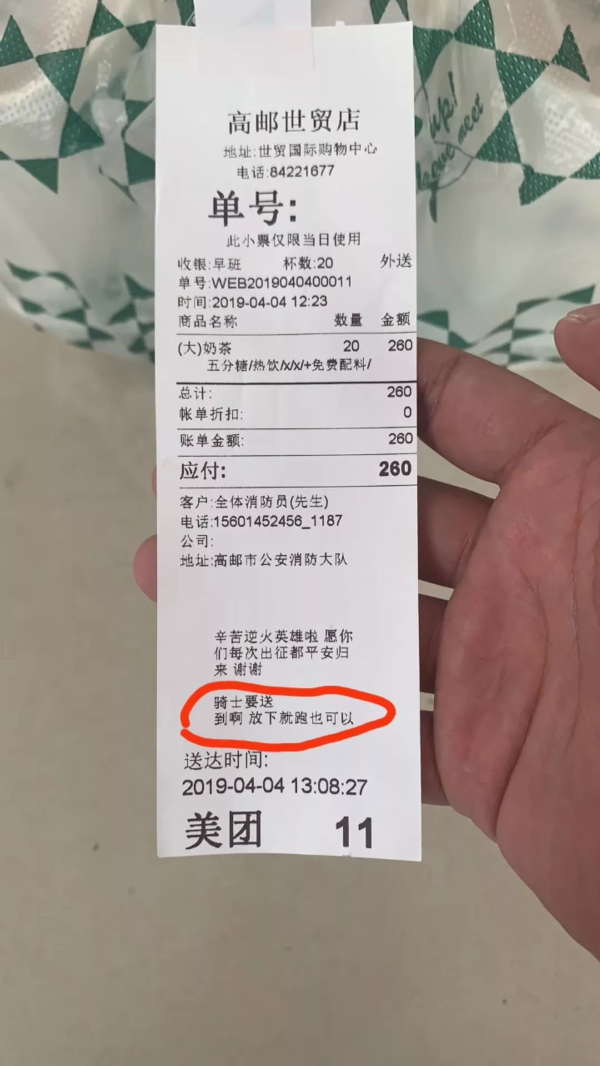 高邮世贸店
地址:世贸国际购物中心
电话:84221677
单号:
此小票仅限当日使用
收银:早班 杯数:20 外送
单号:WEB2019040400011
时间:2019-04-04 12:23
商品名称 数量 金额
(大)奶茶 20 260
五分糖/热饮/x/x/+免费配料/
总计: 260
帐单折扣: 0
账单金额: 260
应付: 260
客户:全体消防员(先生)
电话:15601452456_1187
公司:
地址:高邮市公安消防大队
辛苦逆火英雄啦 愿你
们每次出征都平安归
来 谢谢
骑士要送
到啊 放下就跑也可以
送达时间:
2019-04-04 13:08:27
美团 11
up!
meet